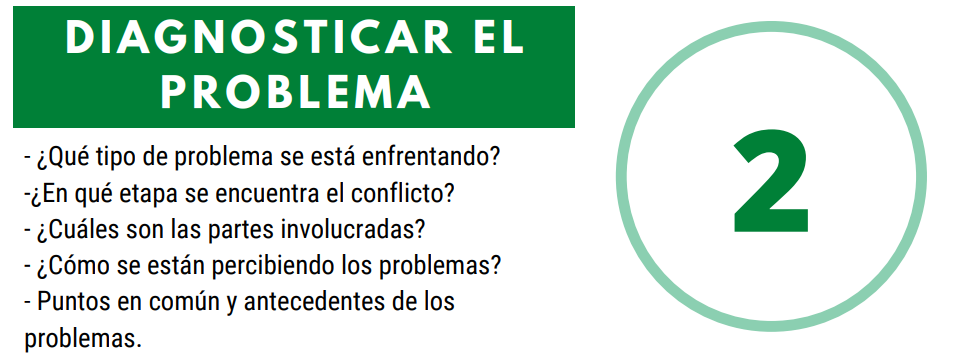 DIAGNOSTICAR EL
PROBLEMA
- ¿Qué tipo de problema se está enfrentando?
-¿En qué etapa se encuentra el conflicto?
- ¿Cuáles son las partes involucradas?
- ¿Cómo se están percibiendo los problemas?
- Puntos en común y antecedentes de los
problemas.
2